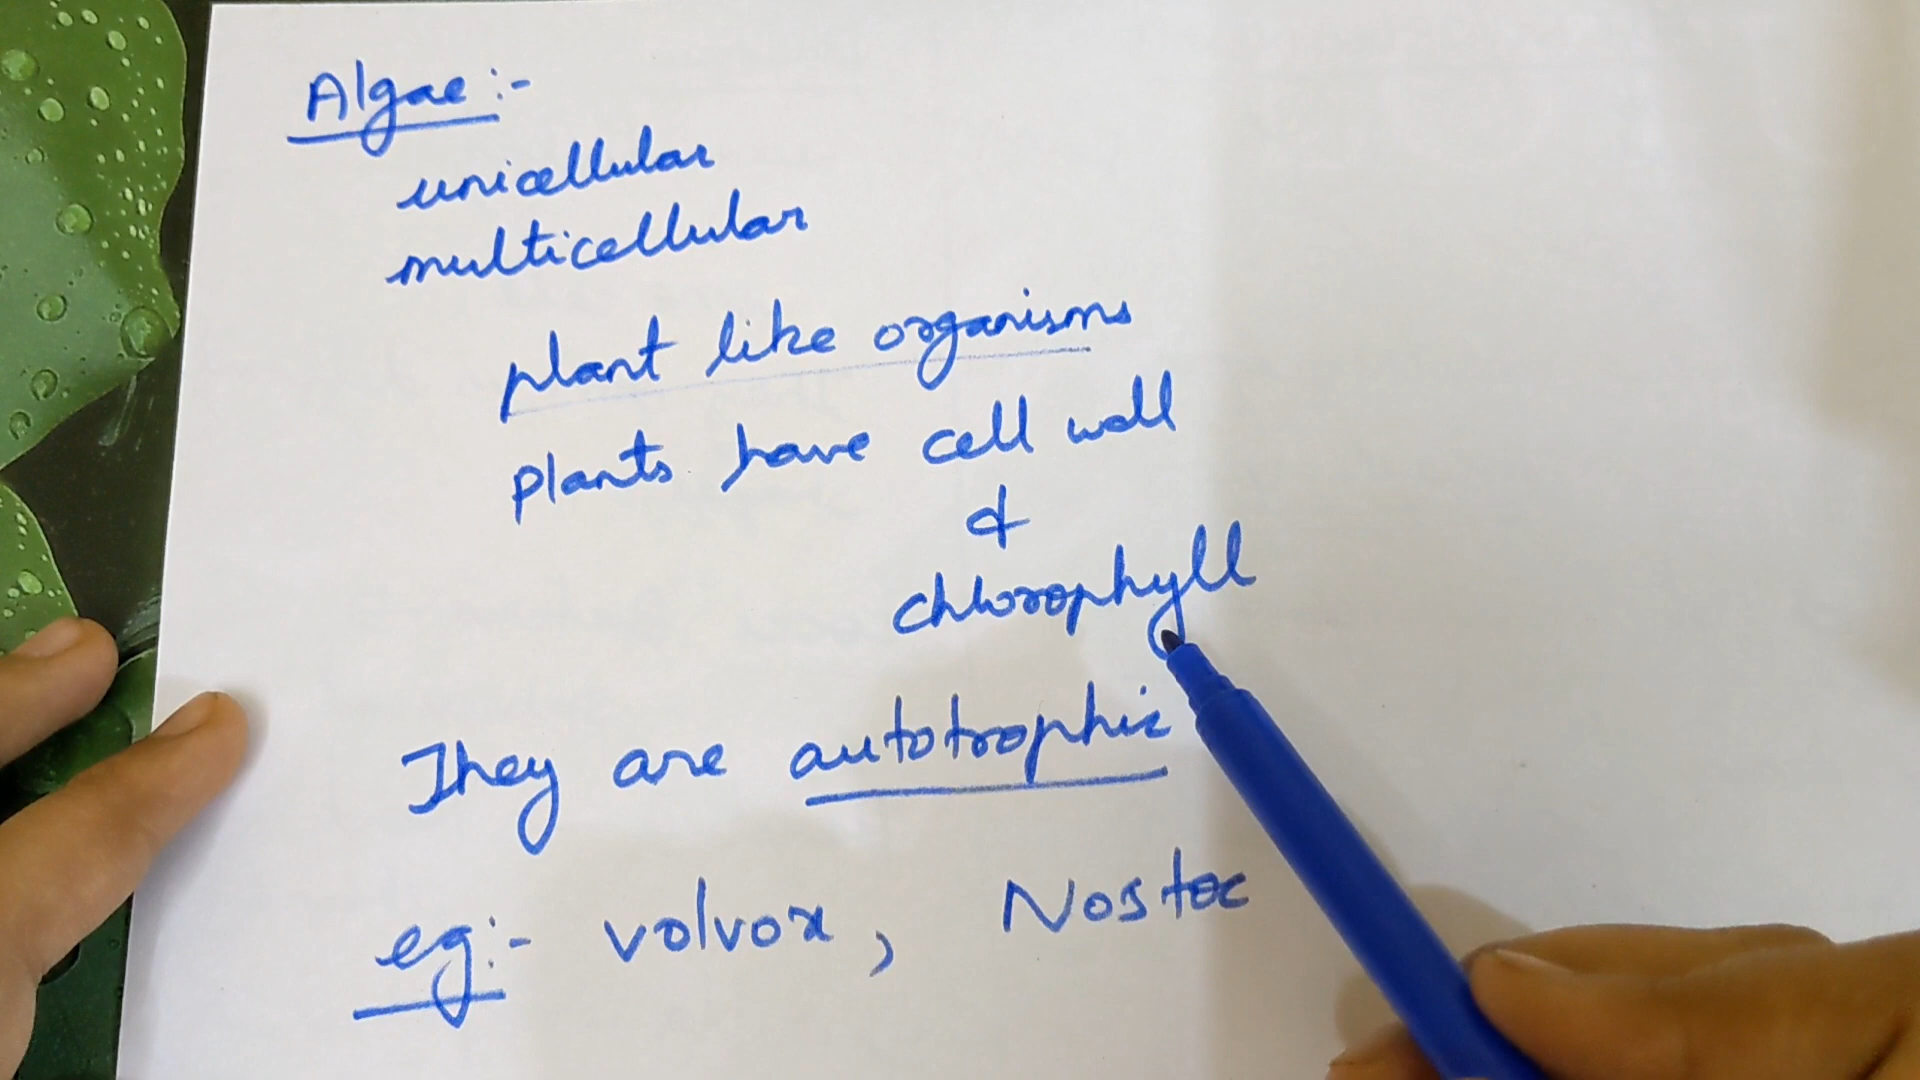 Algae:-
unicellular
multicellular
plant like organisms
plants have cell wall
&
chlorophyll
They are autotrophic
eg:- volvox, Nostoc